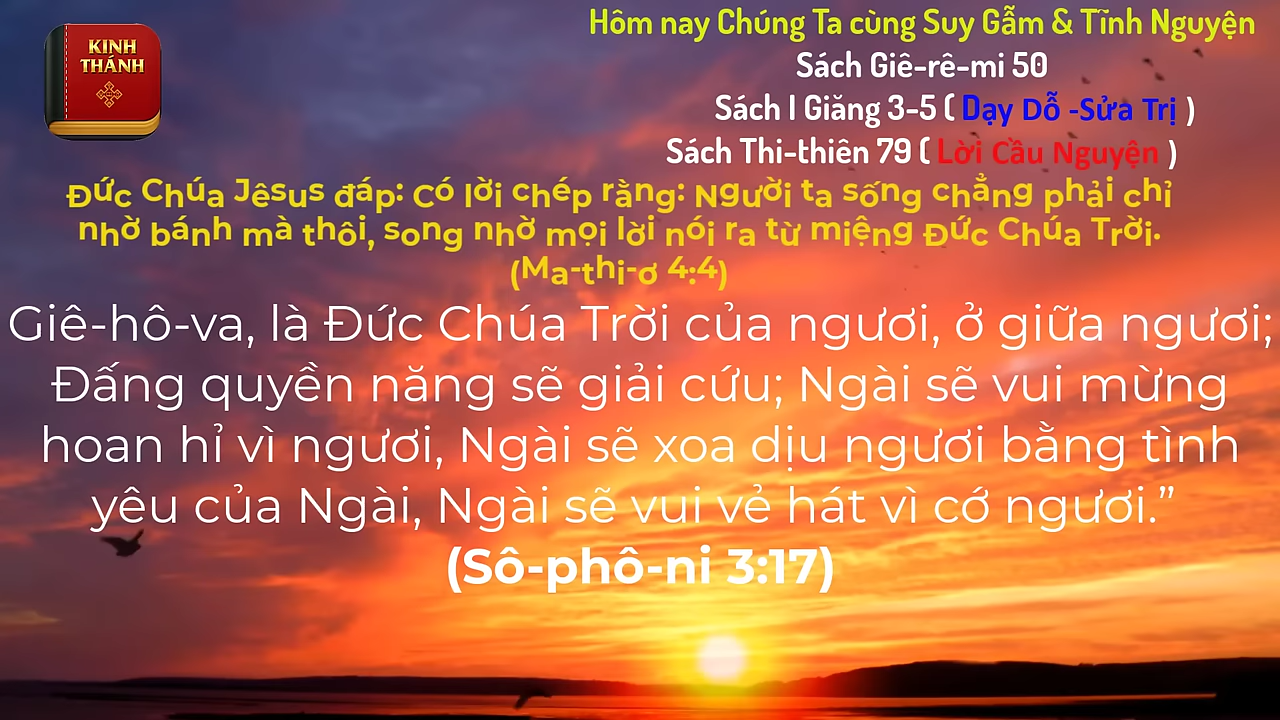 KINH
THÁNH
Hôm nay Chúng Ta cùng Suy Gẫm & Tĩnh Nguyện
Sách Giê-rê-mi 50
Sách I Giăng 3-5 ( Dạy Dỗ -Sửa Trị )
Sách Thi-thiên 79 ( Lời Cầu Nguyện )
Đức Chúa Jêsus đáp: Có lời chép rằng: Người ta sống chẳng phải chỉ
nhờ bánh mà thôi, song nhờ mọi lời nói ra từ miệng Đức Chúa Trời.
(Ma-thi-ơ 4:4)
Giê-hô-va, là Đức Chúa Trời của ngươi, ở giữa ngươi;
Đấng quyền năng sẽ giải cứu; Ngài sẽ vui mừng
hoan hỉ vì ngươi, Ngài sẽ xoa dịu ngươi bằng tình
yêu của Ngài, Ngài sẽ vui vẻ hát vì cớ ngươi.”
(Sô-phô-ni 3:17)